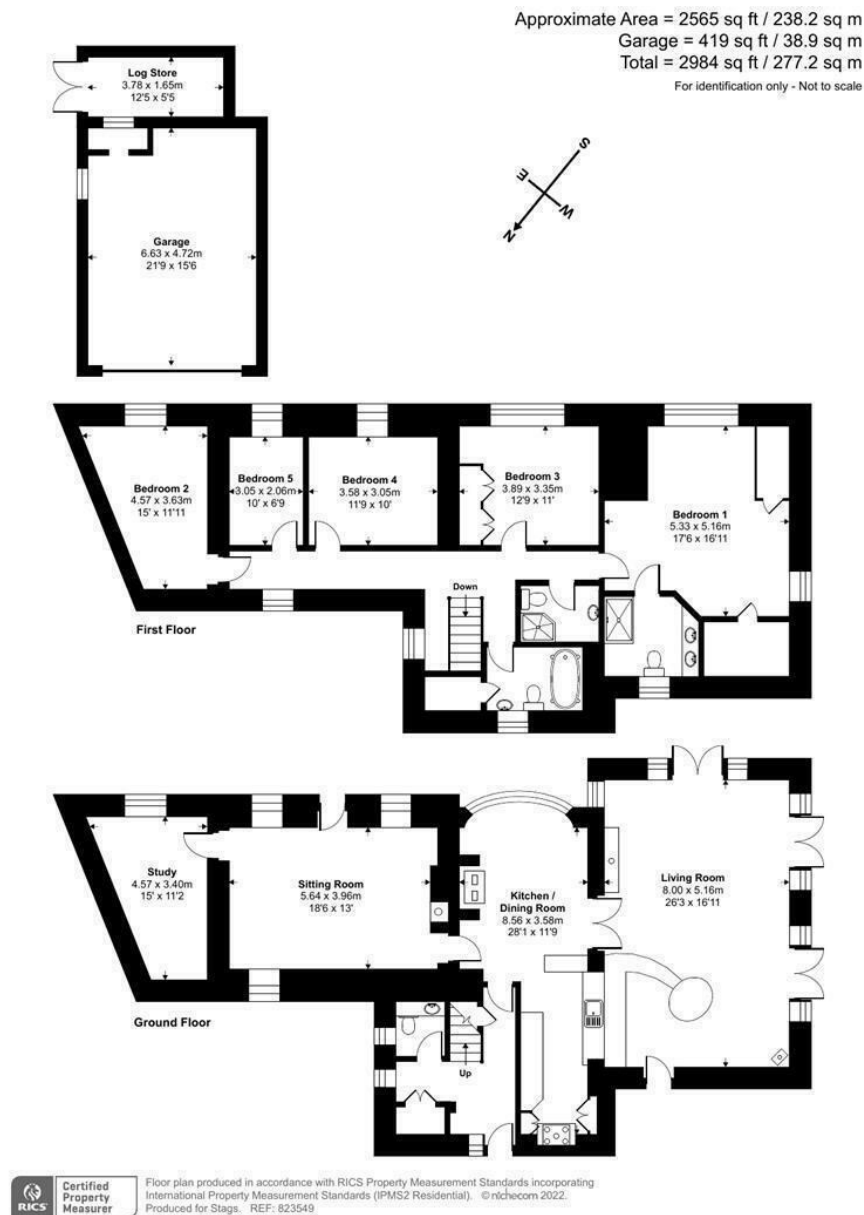 Approximate Area = 2565 sq ft / 238.2 sq m
Garage = 419 sq ft / 38.9 sq m
Total = 2984 sq ft / 277.2 sq m
For identification only - Not to scale
Log Store
3.78 x 1.65m
12'5 x 5'5
S
E
W
N
Garage
6.63 x 4.72m
21'9 x 15'6
Bedroom 2
4.57 x 3.63m
15' x 11'11
Bedroom 5
3.05 x 2.06m
10' x 6'9
Bedroom 4
3.58 x 3.05m
11'9 x 10'
Bedroom 3
3.89 x 3.35m
12'9 x 11'
Bedroom 1
5.33 x 5.16m
17'6 x 16'11
Down
First Floor
Study
4.57 x 3.40m
15' x 11'2
Sitting Room
5.64 x 3.96m
18'6 x 13'
Kitchen /
Dining Room
8.56 x 3.58m
28'1 x 11'9
Living Room
8.00 x 5.16m
26'3 x 16'11
Ground Floor
Up
RICS
Certified
Property
Measurer
Floor plan produced in accordance with RICS Property Measurement Standards incorporating
International Property Measurement Standards (IPMS2 Residential). © nichecom 2022.
Produced for Stags. REF: 823549